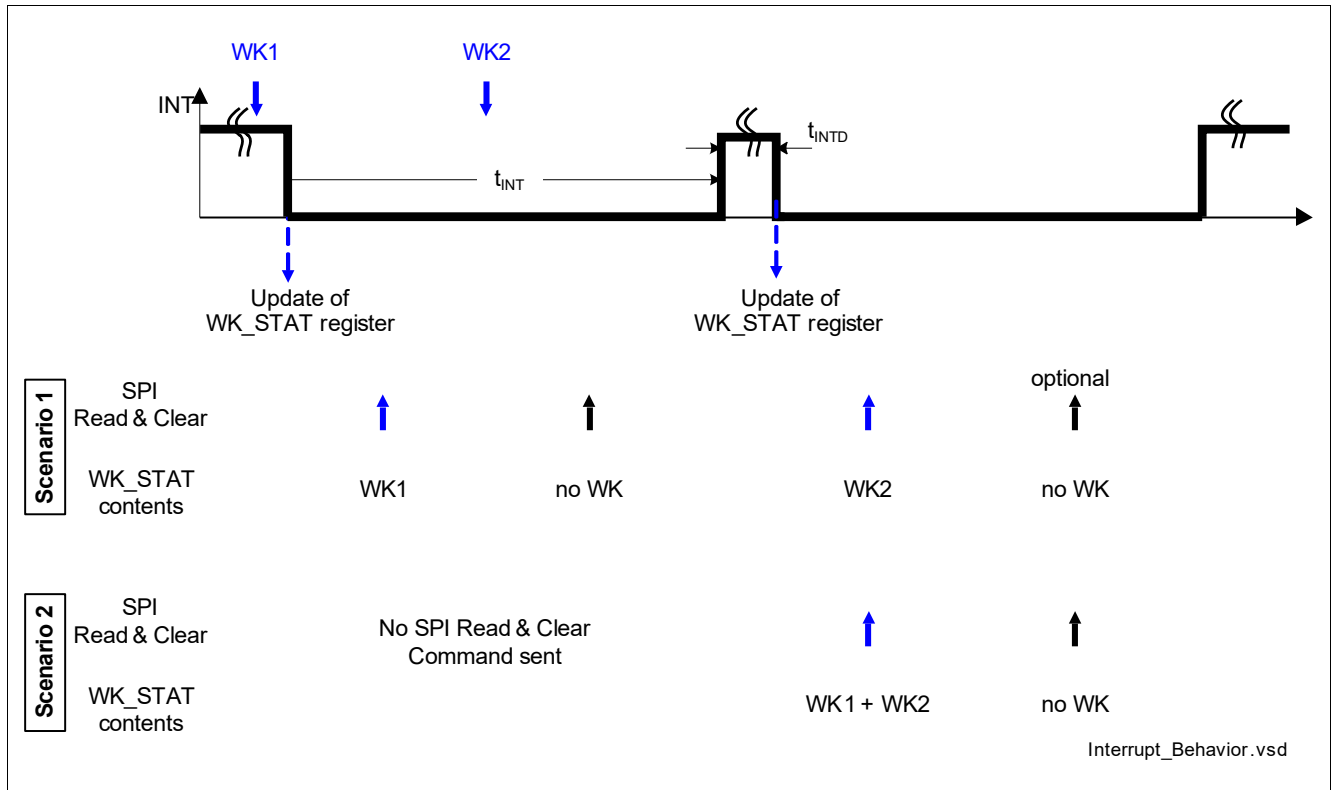 WK1
WK2
INT
tINTD
tINT
Update of
WK_STAT register
Update of
WK_STAT register
Scenario 1
SPI
Read & Clear
optional
WK_STAT
contents
WK1
no WK
WK2
no WK
Scenario 2
SPI
Read & Clear
No SPI Read & Clear
Command sent
WK_STAT
contents
WK1 + WK2
no WK
Interrupt_Behavior.vsd